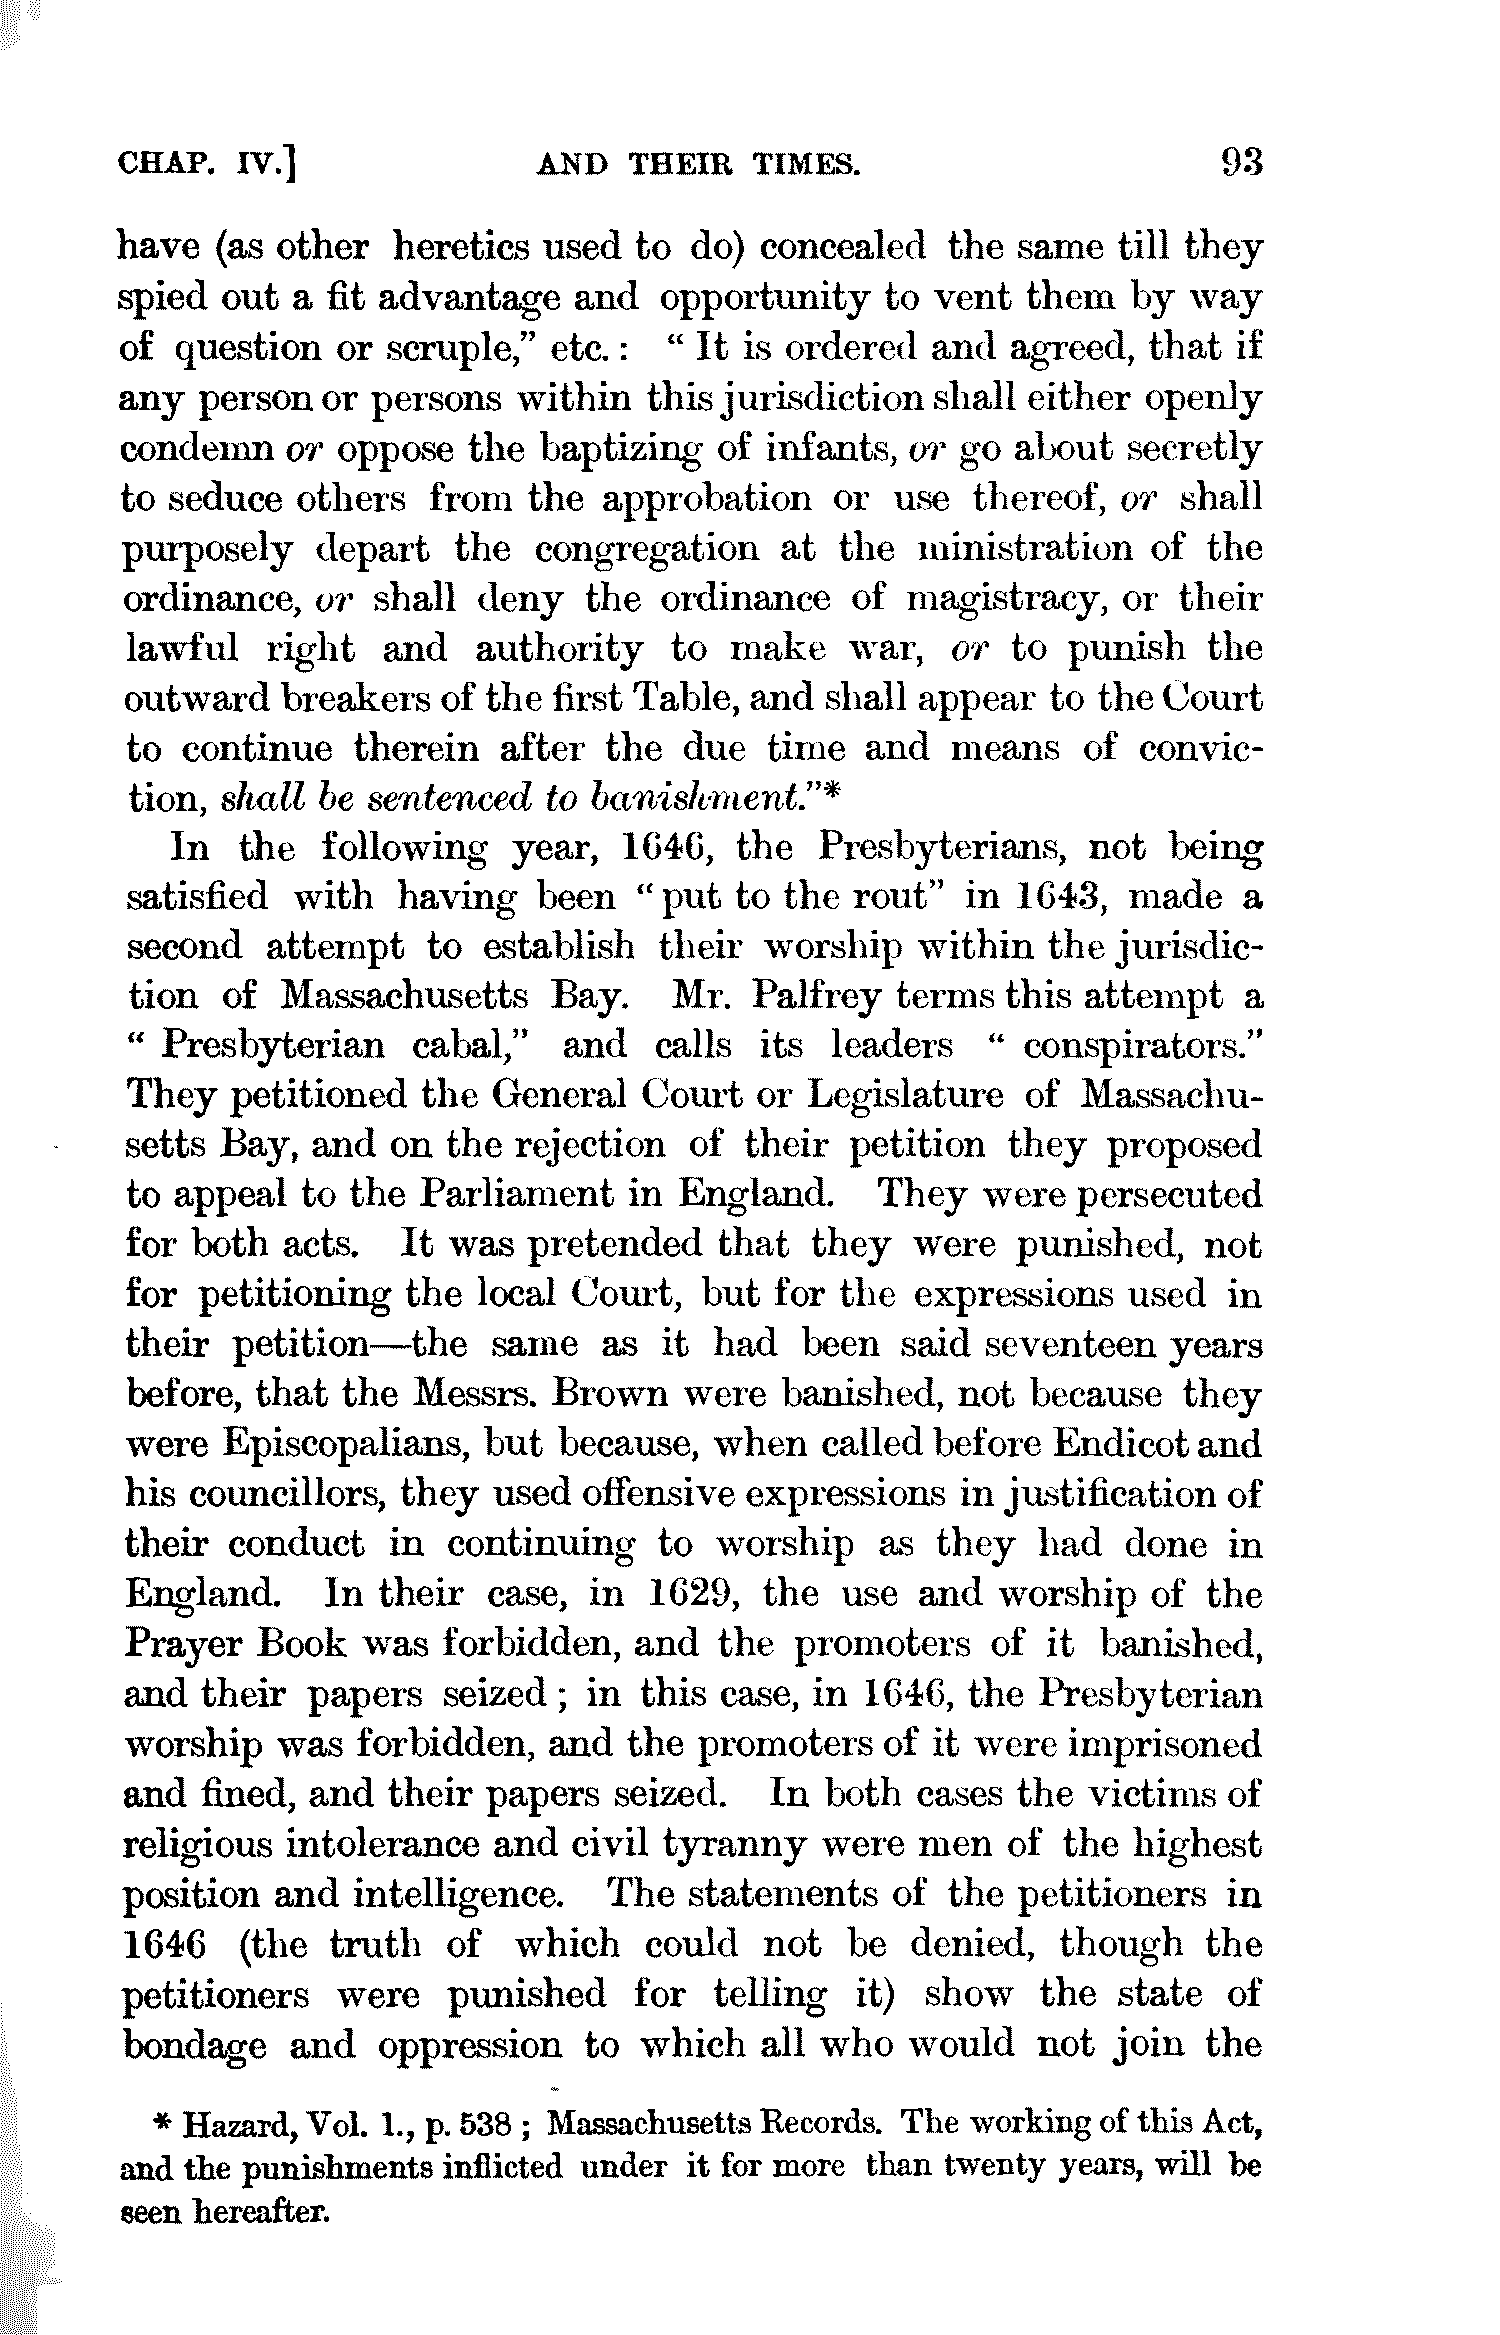 CHAP. IV.] AND THEIR TIMES. 93
have (as other heretics used to do) concealed the same till they
spied out a fit advantage and opportunity to vent them by way
of question or scruple,” etc. : “ It is ordered and agreed, that if
any person or persons within this jurisdiction shall either openly
condemn or oppose the baptizing of infants, or go about secretly
to seduce others from the approbation or use thereof, or shall
purposely depart the congregation at the ministration of the
ordinance, or shall deny the ordinance of magistracy, or their
lawful right and authority to make war, or to punish the
outward breakers of the first Table, and shall appear to the Court
to continue therein after the due time and means of convic-
tion, shall be sentenced to banishment.”*
In the following year, 1646, the Presbyterians, not being
satisfied with having been “ put to the rout” in 1643, made a
second attempt to establish their worship within the jurisdic-
tion of Massachusetts Bay. Mr. Palfrey terms this attempt a
“ Presbyterian cabal,” and calls its leaders “ conspirators.”
They petitioned the General Court or Legislature of Massachu-
setts Bay, and on the rejection of their petition they proposed
to appeal to the Parliament in England. They were persecuted
for both acts. It was pretended that they were punished, not
for petitioning the local Court, but for the expressions used in
their petition—the same as it had been said seventeen years
before, that the Messrs. Brown were banished, not because they
were Episcopalians, but because, when called before Endicot and
his councillors, they used offensive expressions in justification of
their conduct in continuing to worship as they had done in
England. In their case, in 1629, the use and worship of the
Prayer Book was forbidden, and the promoters of it banished,
and their papers seized ; in this case, in 1646, the Presbyterian
worship was forbidden, and the promoters of it were imprisoned
and fined, and their papers seized. In both cases the victims of
religious intolerance and civil tyranny were men of the highest
position and intelligence. The statements of the petitioners in
1646 (the truth of which could not be denied, though the
petitioners were punished for telling it) show the state of
bondage and oppression to which all who would not join the
* Hazard, Vol. 1., p. 538 ; Massachusetts Records. The working of this Act,
and the punishments inflicted under it for more than twenty years, will be
seen hereafter.